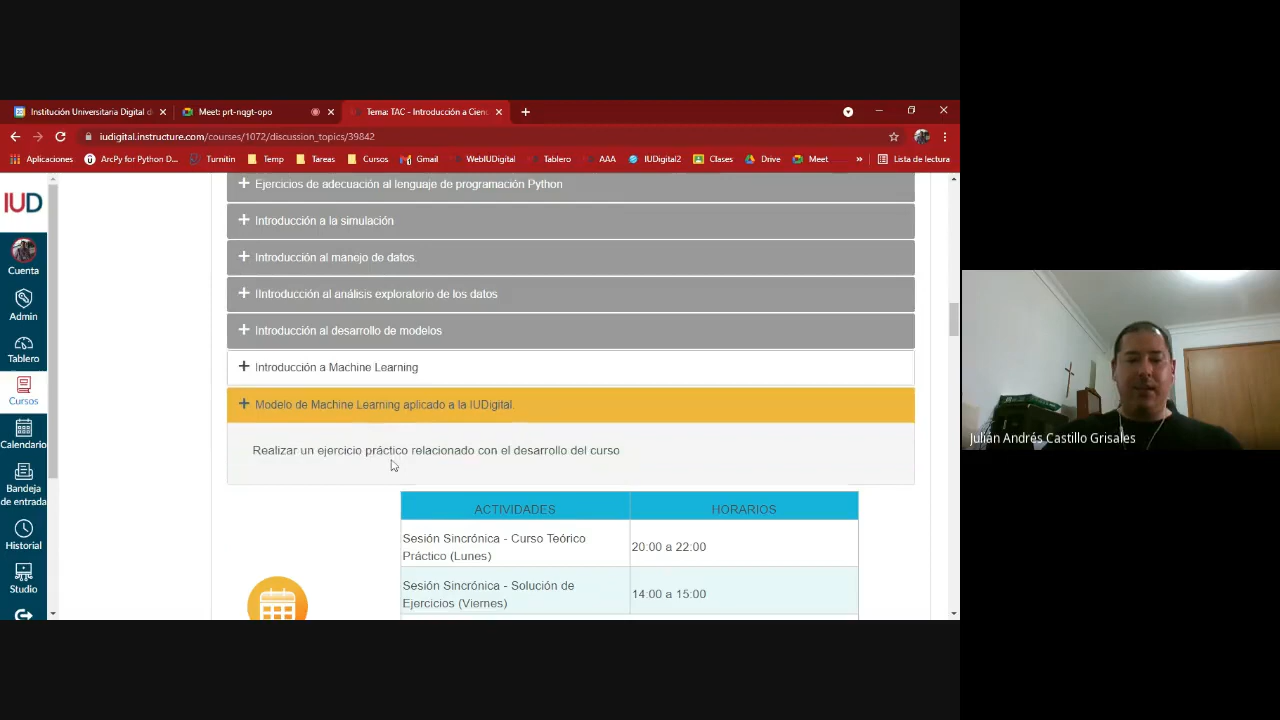 Institución Universitaria Digital d
Meet: prt-nqgt-opo
Tema: TAC - Introducción a Cienc
iudigital.instructure.com/courses/1072/discussion_topics/39842
Aplicaciones
ArcPy for Python D...
Turnitin
Temp
Tareas
Cursos
Gmail
WebIUDigital
Tablero
AAA
IUDigital2
Clases
Drive
Meet
»
Lista de lectura
IUD
Cuenta
Admin
Tablero
Cursos
Calendario
Bandeja
de entrada
Historial
Studio
Ejercicios de adecuación al lenguaje de programación Python
Introducción a la simulación
Introducción al manejo de datos.
IIntroducción al análisis exploratorio de los datos
Introducción al desarrollo de modelos
Introducción a Machine Learning
Modelo de Machine Learning aplicado a la IUDigital.
Realizar un ejercicio práctico relacionado con el desarrollo del curso
ACTIVIDADES
HORARIOS
Sesión Sincrónica - Curso Teórico
Práctico (Lunes)
20:00 a 22:00
Sesión Sincrónica - Solución de
Ejercicios (Viernes)
14:00 a 15:00
Julián Andrés Castillo Grisales